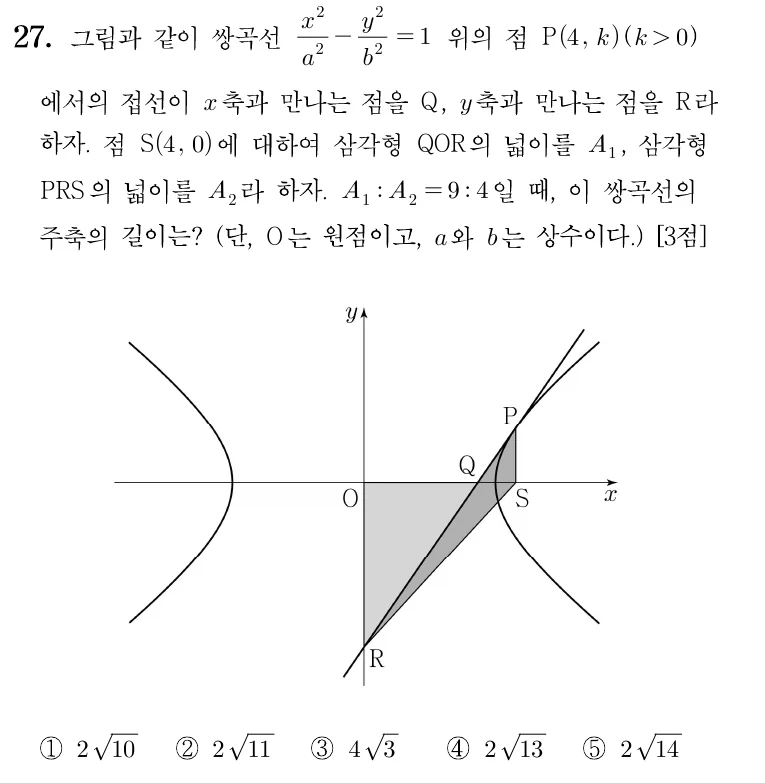 27. 그림과 같이 쌍곡선 x²/a² − y²/b² = 1 위의 점 P(4, k)(k>0)
에서의 접선이 x축과 만나는 점을 Q, y축과 만나는 점을 R라
하자. 점 S(4, 0)에 대하여 삼각형 QOR의 넓이를 A₁, 삼각형
PRS의 넓이를 A₂라 하자. A₁ : A₂ = 9 : 4일 때, 이 쌍곡선의
주축의 길이는? (단, O는 원점이고, a와 b는 상수이다.) [3점]
y
P
Q
O
S
x
R
① 2√10 ② 2√11 ③ 4√3 ④ 2√13 ⑤ 2√14